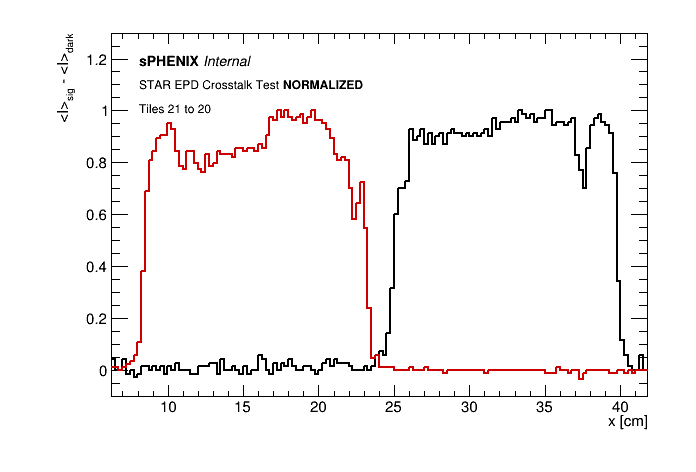 <I>sig - <I>dark
sPHENIX Internal
STAR EPD Crosstalk Test NORMALIZED
Tiles 21 to 20
1.2
1
0.8
0.6
0.4
0.2
0
10 15 20 25 30 35 40
x [cm]